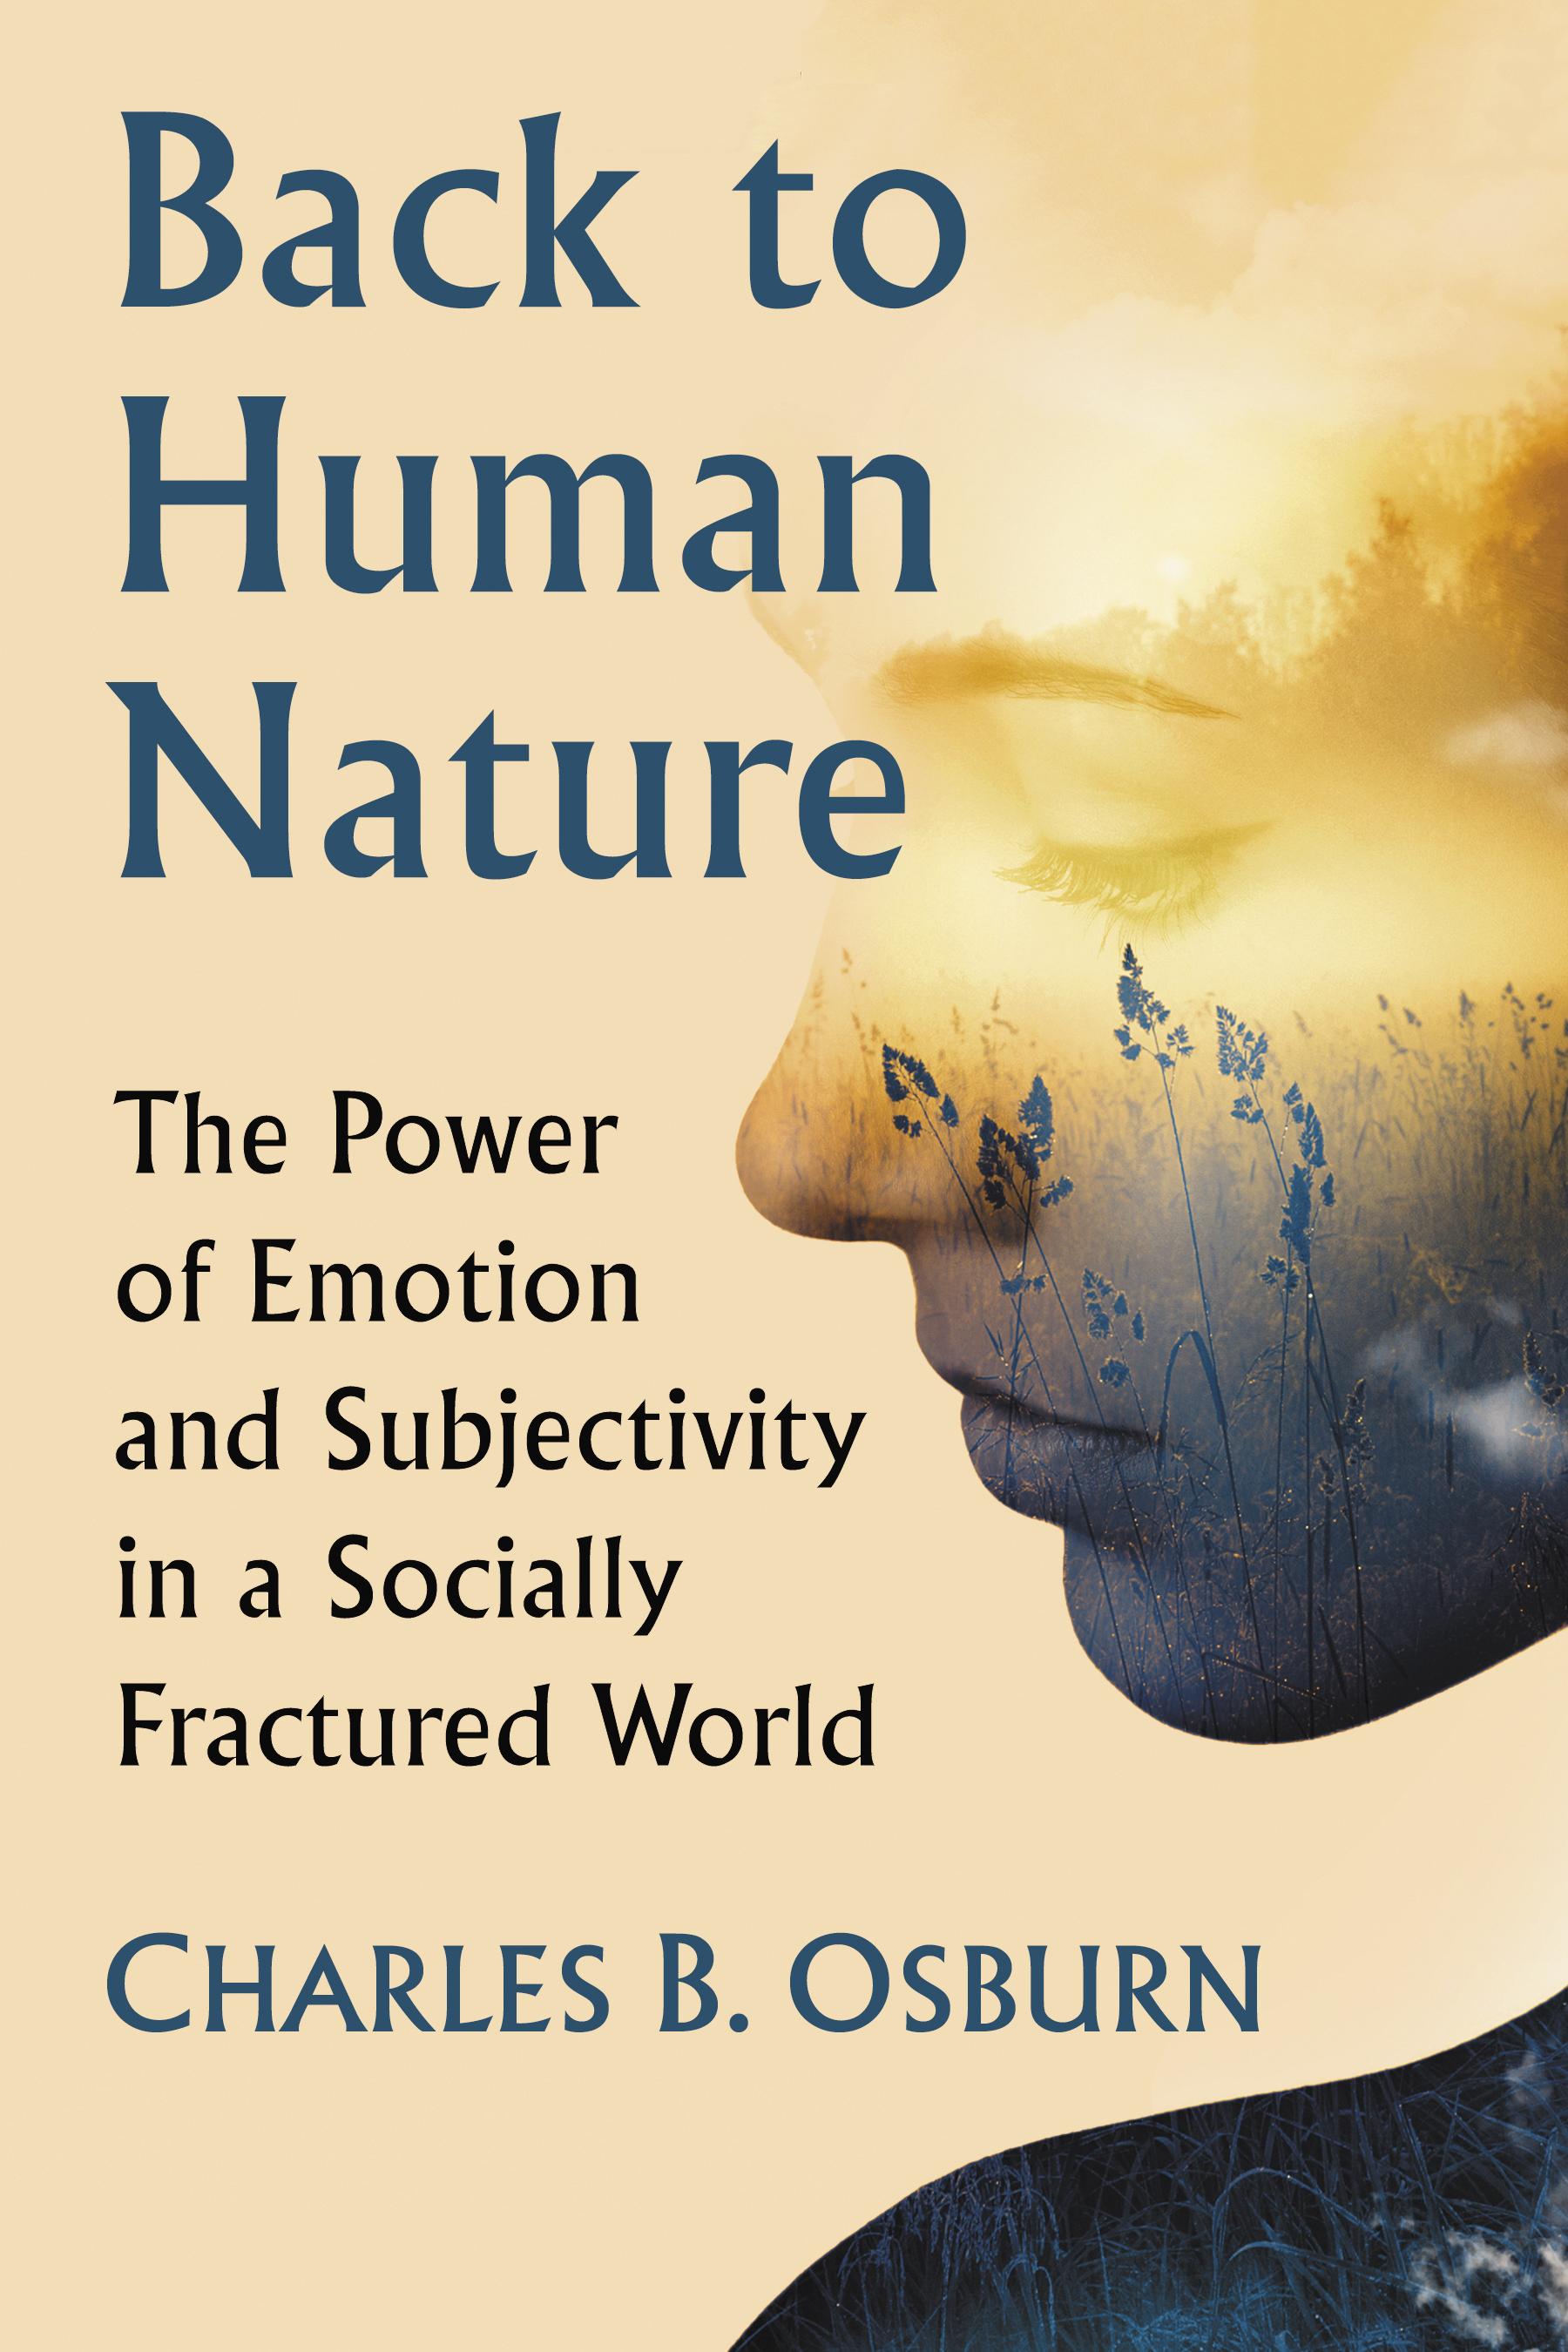 Back to
Human
Nature
The Power
of Emotion
and Subjectivity
in a Socially
Fractured World
CHARLES B. OSBURN